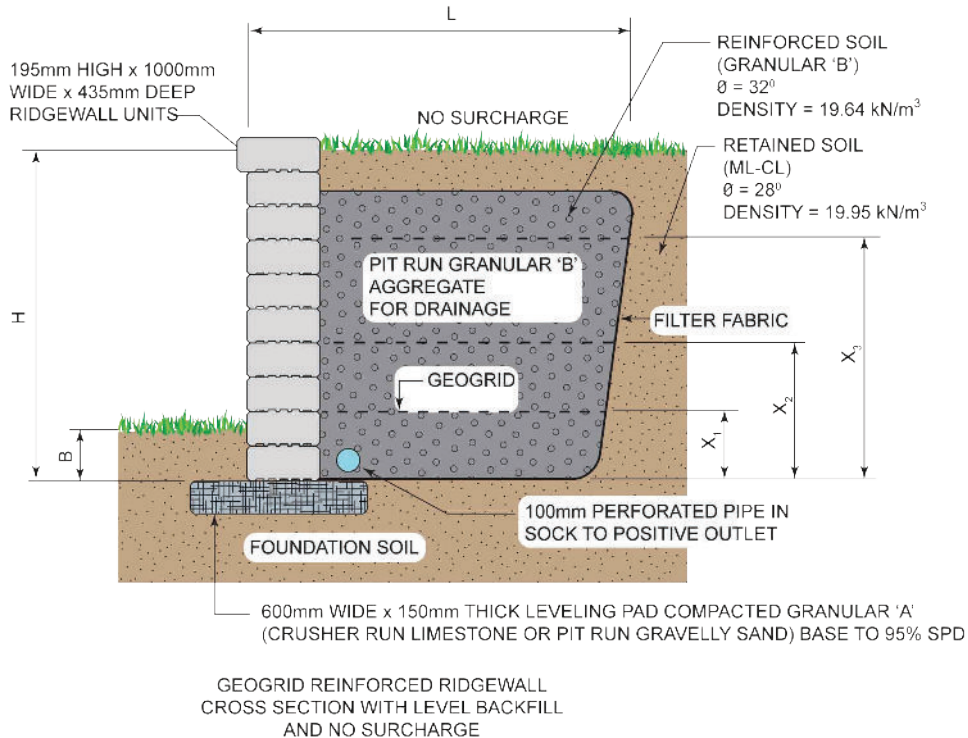 L
195mm HIGH x 1000mm
WIDE x 435mm DEEP
RIDGEWALL UNITS
NO SURCHARGE
REINFORCED SOIL
(GRANULAR ‘B’)
Ø = 32⁰
DENSITY = 19.64 kN/m³
RETAINED SOIL
(ML-CL)
Ø = 28⁰
DENSITY = 19.95 kN/m³
H
PIT RUN GRANULAR ‘B’
AGGREGATE
FOR DRAINAGE
FILTER FABRIC
GEOGRID
X₃
X₂
X₁
B
100mm PERFORATED PIPE IN
SOCK TO POSITIVE OUTLET
FOUNDATION SOIL
600mm WIDE x 150mm THICK LEVELING PAD COMPACTED GRANULAR ‘A’
(CRUSHER RUN LIMESTONE OR PIT RUN GRAVELLY SAND) BASE TO 95% SPD
GEOGRID REINFORCED RIDGEWALL
CROSS SECTION WITH LEVEL BACKFILL
AND NO SURCHARGE